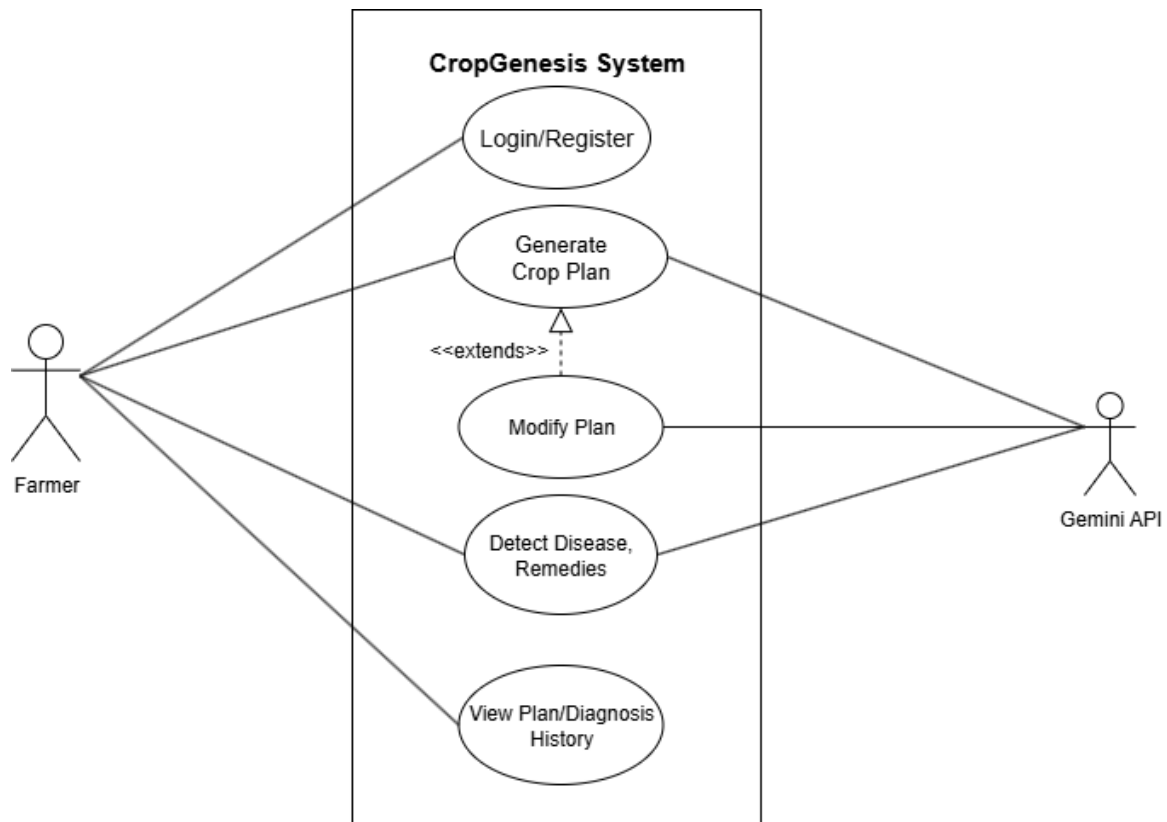 CropGenesis System
Login/Register
Generate
Crop Plan
<<extends>>
Modify Plan
Farmer
Gemini API
Detect Disease,
Remedies
View Plan/Diagnosis
History